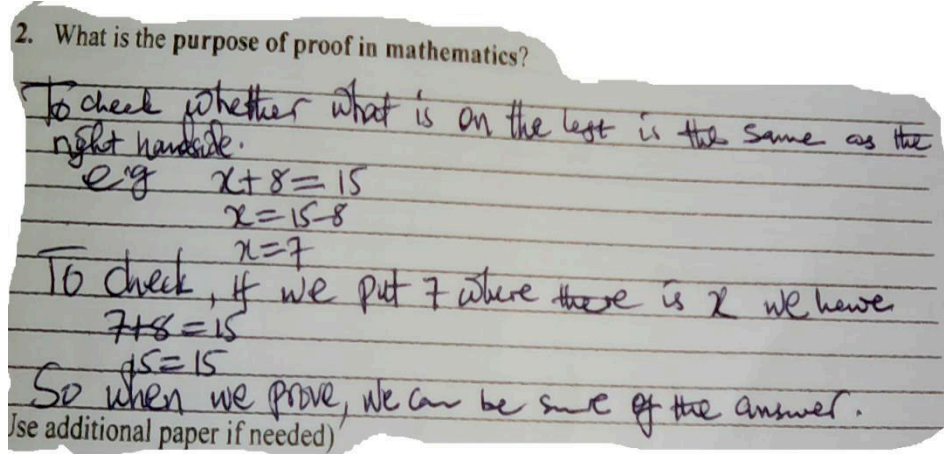 2. What is the purpose of proof in mathematics?
To check whether what is on the left is the same as the
right handside.
eg x+8=15
x=15-8
x=7
To check, if we put 7 where there is x we have
7+8=15
15=15
So when we prove, we can be sure of the answer.
Use additional paper if needed)